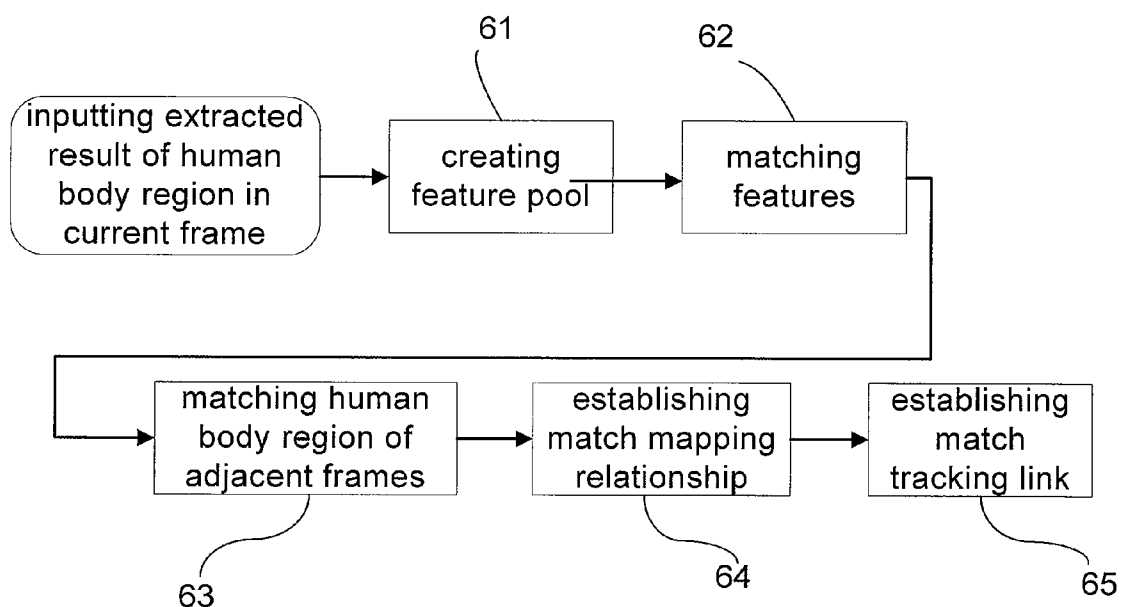 61
62
inputting extracted
result of human
body region in
current frame
creating
feature pool
matching
features
matching human
body region of
adjacent frames
establishing
match mapping
relationship
establishing
match
tracking link
63
64
65